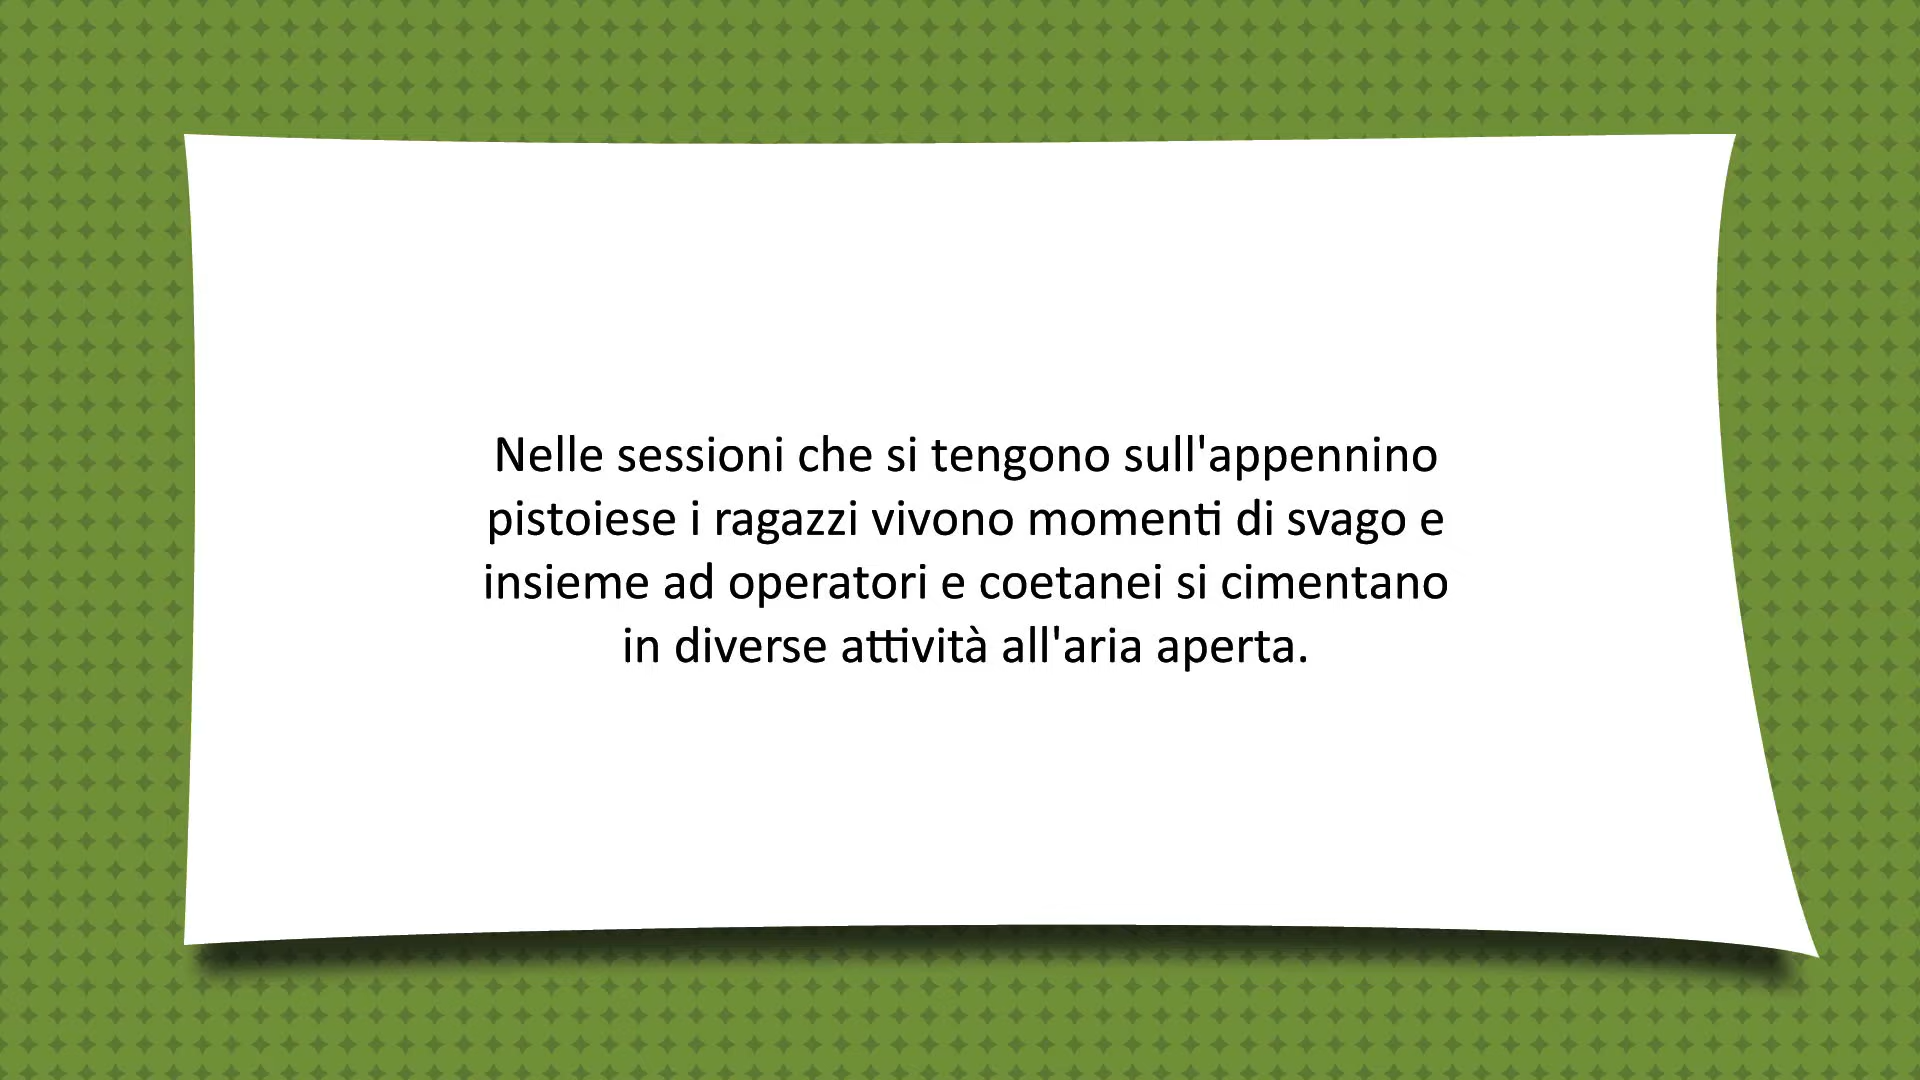 Nelle sessioni che si tengono sull'appennino
pistoiese i ragazzi vivono momenti di svago e
insieme ad operatori e coetanei si cimentano
in diverse attività all'aria aperta.